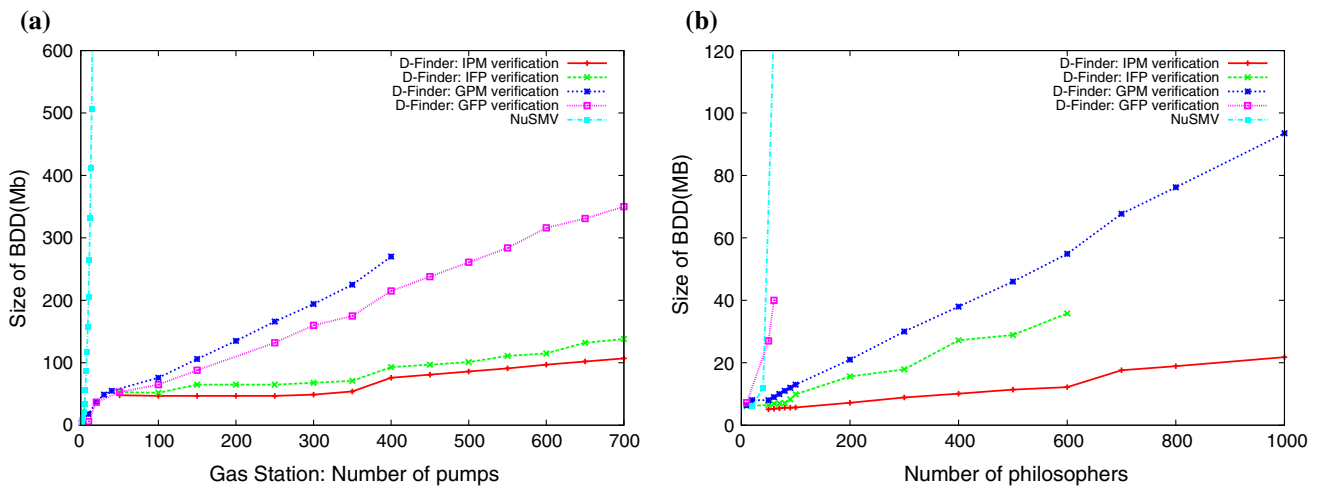 (a)
600
500
400
300
200
100
0
Size of BDD(Mb)
D-Finder: IPM verification
D-Finder: IFP verification
D-Finder: GPM verification
D-Finder: GFP verification
NuSMV
0 100 200 300 400 500 600 700
Gas Station: Number of pumps
(b)
120
100
80
60
40
20
0
Size of BDD(MB)
D-Finder: IPM verification
D-Finder: IFP verification
D-Finder: GPM verification
D-Finder: GFP verification
NuSMV
0 200 400 600 800 1000
Number of philosophers